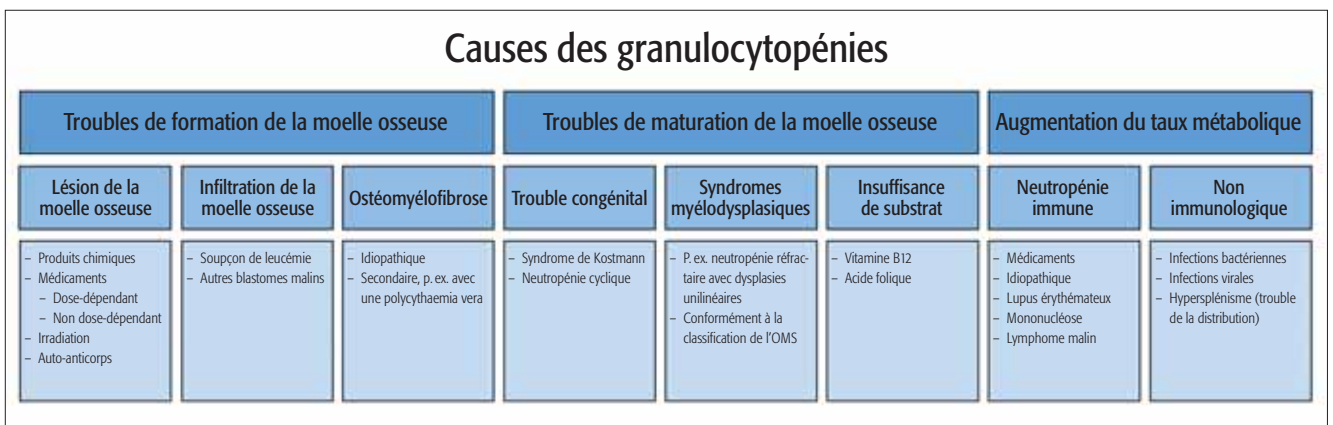 Causes des granulocytopénies
Troubles de formation de la moelle osseuse
Troubles de maturation de la moelle osseuse
Augmentation du taux métabolique
Lésion de la
moelle osseuse
Infiltration de la
moelle osseuse
Ostéomyélofibrose
Trouble congénital
Syndromes
myélodysplasiques
Insuffisance
de substrat
Neutropénie
immune
Non
immunologique
– Produits chimiques
– Médicaments
– Dose-dépendant
– Non dose-dépendant
– Irradiation
– Auto-anticorps
– Soupçon de leucémie
– Autres blastomes malins
– Idiopathique
– Secondaire, p. ex. avec
une polycythaemia vera
– Syndrome de Kostmann
– Neutropénie cyclique
– P. ex. neutropénie réfrac-
taire avec dysplasies
unilinéaires
– Conformément à la
classification de l'OMS
– Vitamine B12
– Acide folique
– Médicaments
– Idiopathique
– Lupus érythémateux
– Mononucléose
– Lymphome malin
– Infections bactériennes
– Infections virales
– Hypersplénisme (trouble
de la distribution)